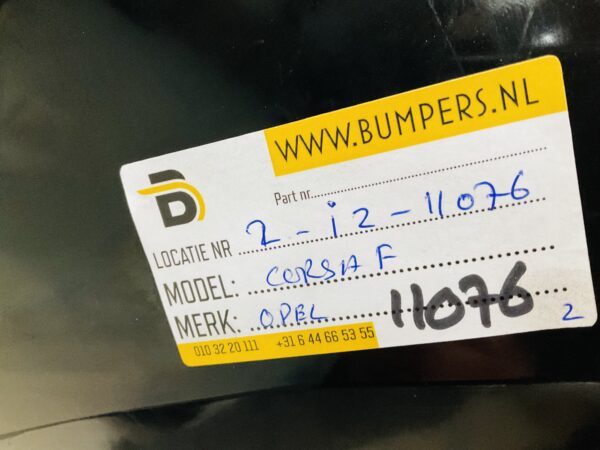 WWW.BUMPERS.NL
B
Part nr
LOCATIE NR 2 - i2 - 11076
MODEL: CORSA F
MERK: OPEL 11076 2
010 32 20 111 +31 6 44 66 53 55